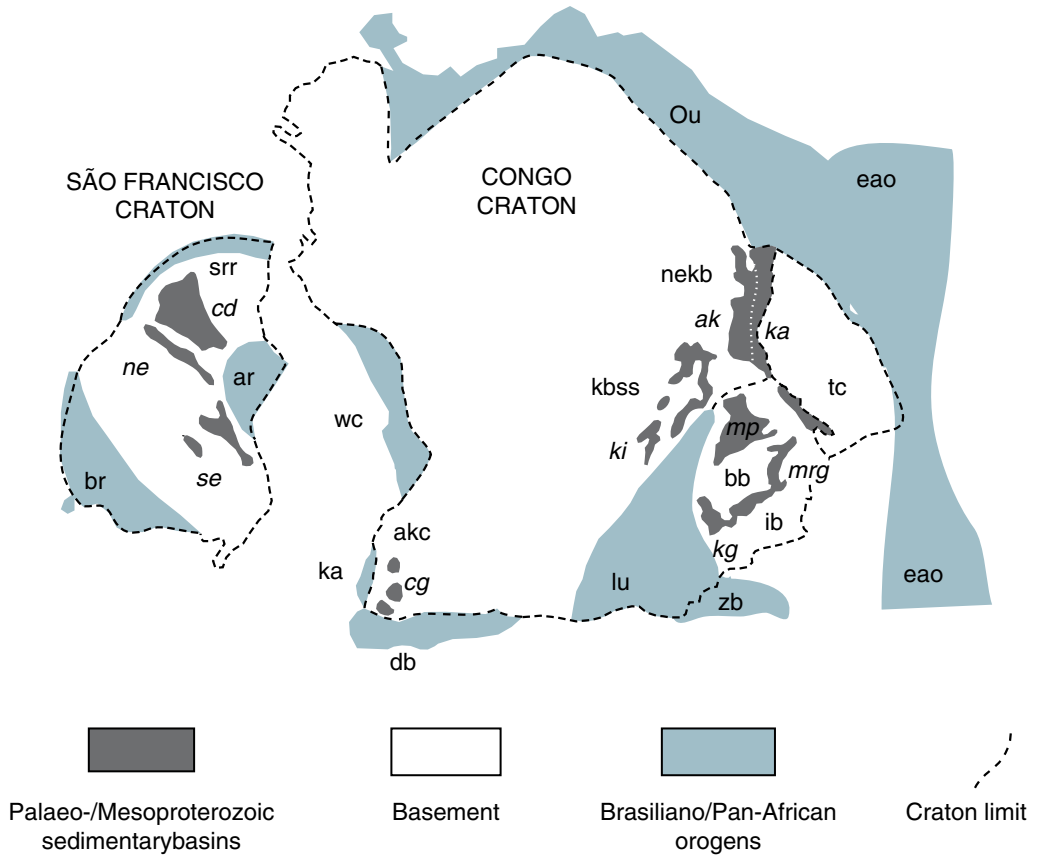 Ou
SÃO FRANCISCO
CRATON
CONGO
CRATON
eao
srr
cd
nekb
ak
ka
ne
ar
kbss
tc
wc
ki
mp
se
br
bb
mrg
akc
ib
kg
ka
cg
lu
zb
eao
db
Palaeo-/Mesoproterozoic
sedimentarybasins
Basement
Brasiliano/Pan-African
orogens
Craton limit